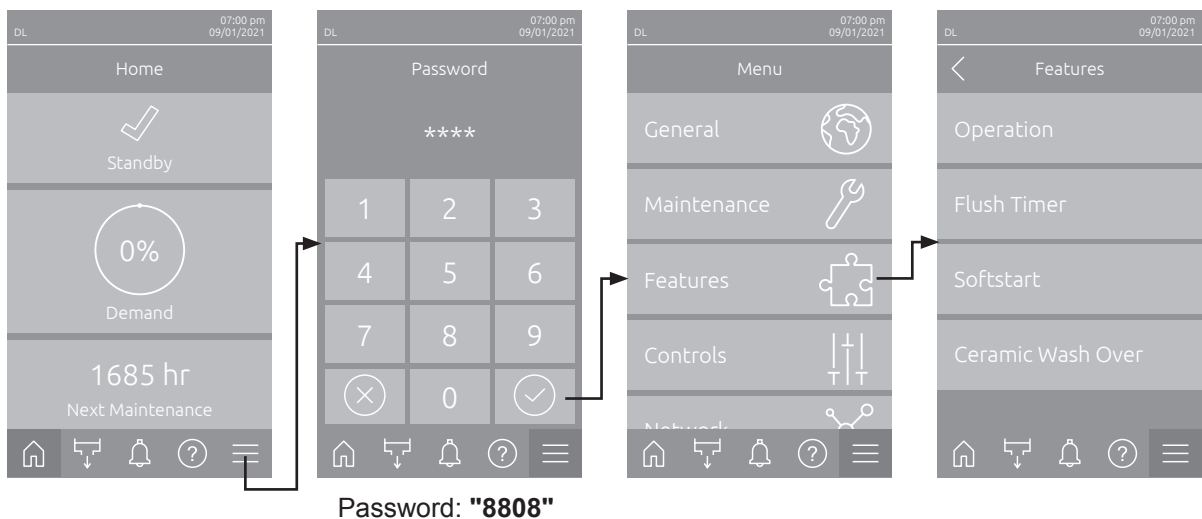 07:00 pm
DL 09/01/2021
Home
Standby
0%
Demand
1685 hr
Next Maintenance
?
07:00 pm
DL 09/01/2021
Password
****
1 2 3
4 5 6
7 8 9
0
?
Password: "8808"
07:00 pm
DL 09/01/2021
Menu
General
Maintenance
Features
Controls
Network
?
07:00 pm
DL 09/01/2021
Features
Operation
Flush Timer
Softstart
Ceramic Wash Over
?